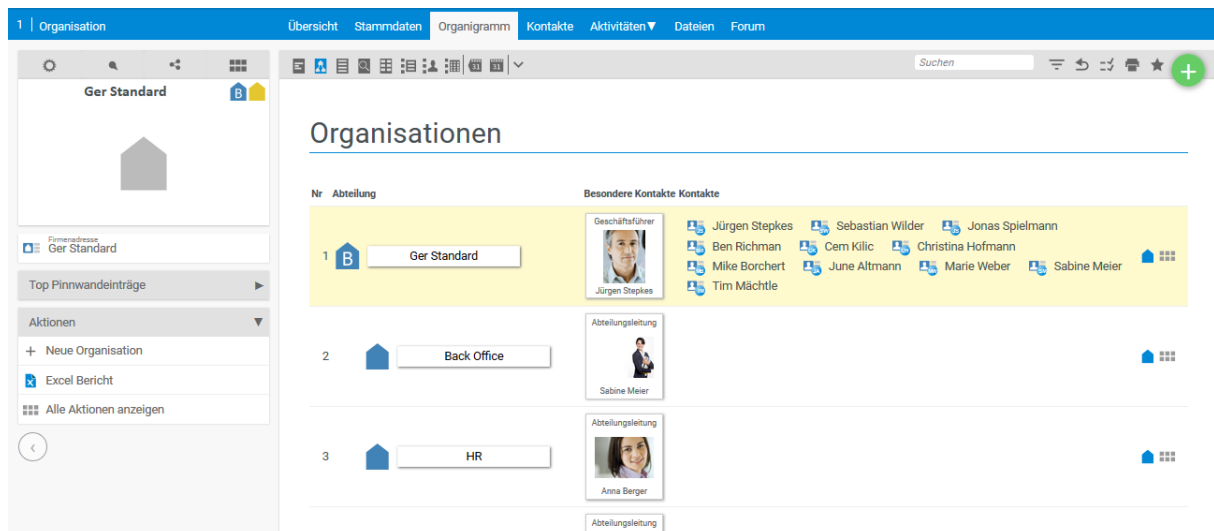 1 | Organisation
Übersicht Stammdaten Organigramm Kontakte Aktivitäten▼ Dateien Forum
Suchen
Ger Standard B
Firmenadresse
Ger Standard
Top Pinnwandeinträge
Aktionen
Neue Organisation
Excel Bericht
Alle Aktionen anzeigen
31 31
Organisationen
Nr Abteilung Besondere Kontakte Kontakte
1 B Ger Standard
Geschäftsführer
Jürgen Stepkes
Jürgen Stepkes Sebastian Wilder Jonas Spielmann
Ben Richman Cem Kilic Christina Hofmann
Mike Borchert June Altmann Marie Weber Sabine Meier
Tim Mächtle
2 Back Office
Abteilungsleitung
Sabine Meier
3 HR
Abteilungsleitung
Anna Berger
Abteilungsleitung